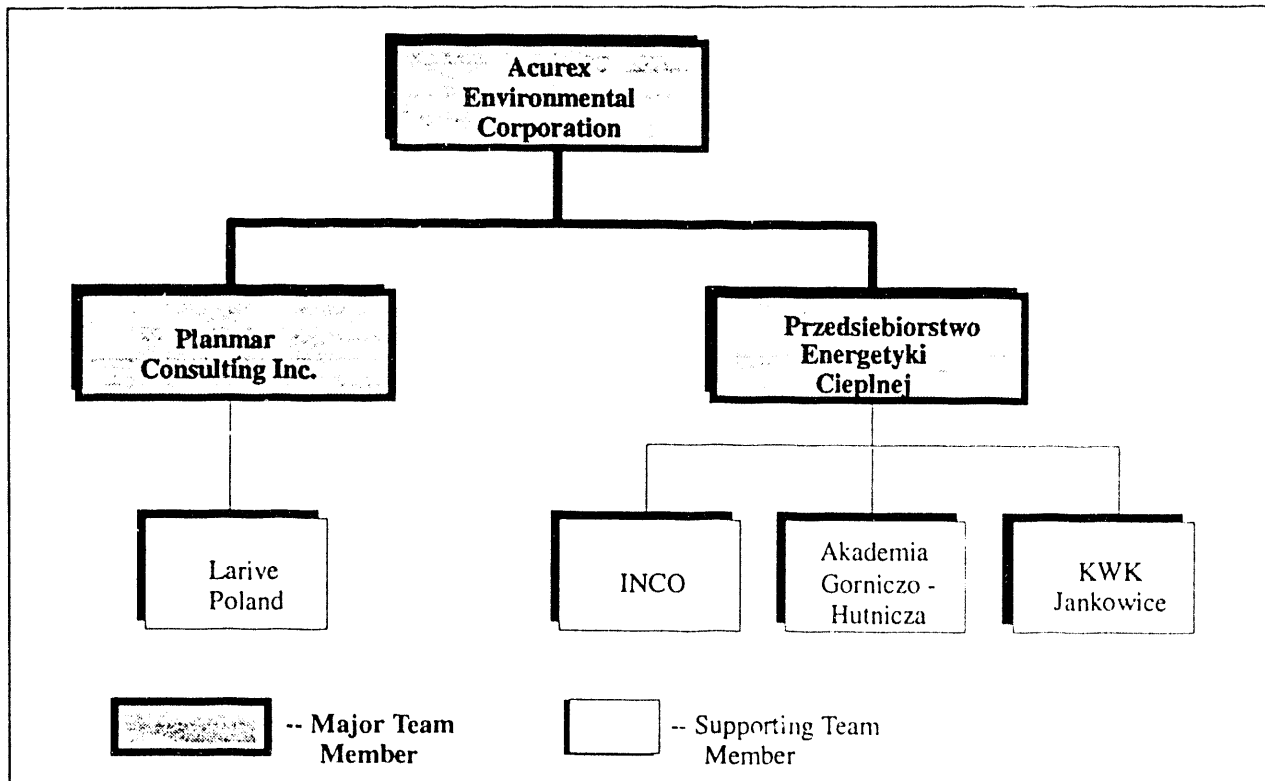 Acurex
Environmental
Corporation
Planmar
Consulting Inc.
Przedsiebiorstwo
Energetyki
Cieplnej
Larive
Poland
INCO
Akademia
Gorniczo -
Hutnicza
KWK
Jankowice
-- Major Team
Member
-- Supporting Team
Member